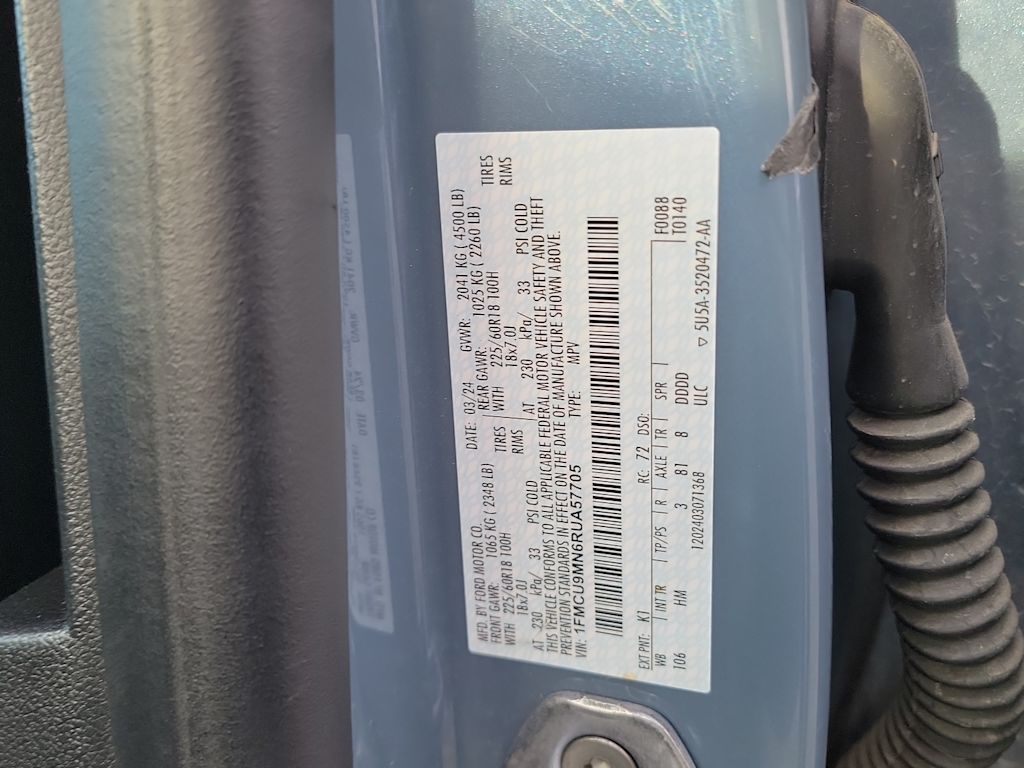 MFD. BY FORD MOTOR CO.
DATE: 03/24 GVWR: 2041 KG ( 4500 LB)
FRONT GAWR: 1065 KG ( 2348 LB) REAR GAWR: 1025 KG ( 2260 LB)
WITH 225/60R18 100H TIRES WITH 225/60R18 100H TIRES
18x7.0J RIMS 18x7.0J RIMS
AT 230 kPa/ 33 PSI COLD AT 230 kPa/ 33 PSI COLD
THIS VEHICLE CONFORMS TO ALL APPLICABLE FEDERAL MOTOR VEHICLE SAFETY AND THEFT
PREVENTION STANDARDS IN EFFECT ON THE DATE OF MANUFACTURE SHOWN ABOVE.
VIN: 1FMCU9MN6RUA57705 TYPE: MPV
EXT PNT: K1 RC: 72 DSO:
WB INT TR TP/PS R AXLE TR SPR F0088
106 HM 3 81 8 DDDD T0140
1202403071368 ULC
▽ 5U5A-3520472-AA